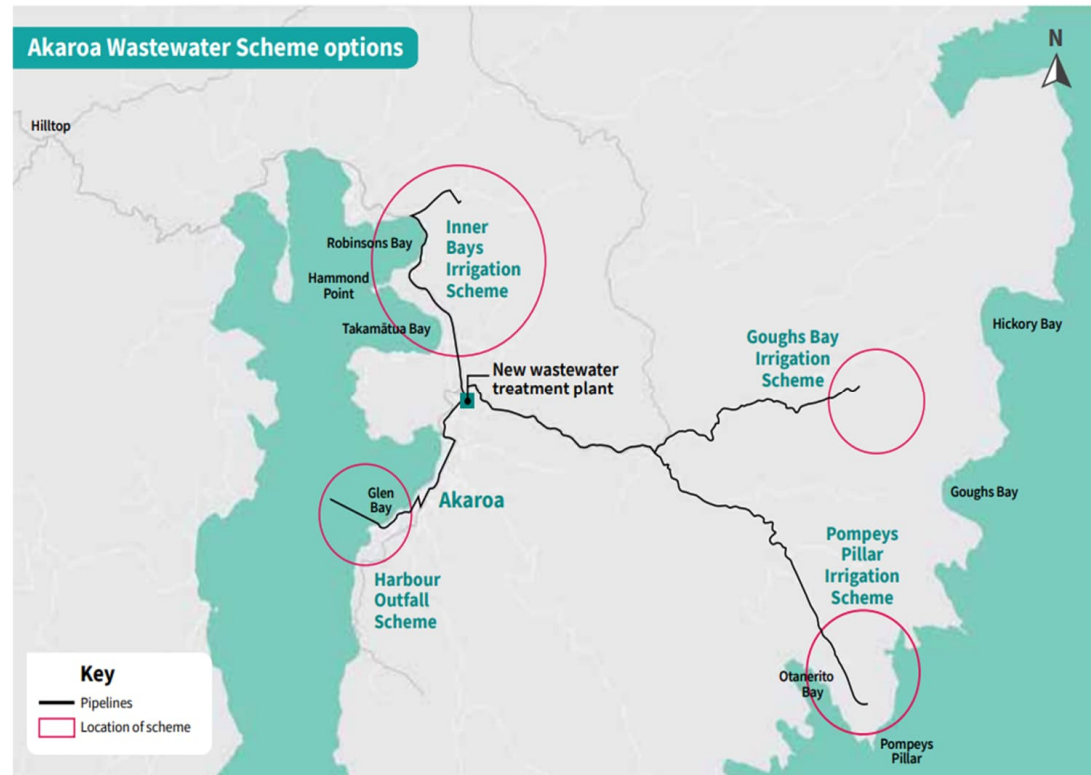 Akaroa Wastewater Scheme options
N
Hilltop
Robinsons Bay
Inner
Bays
Irrigation
Scheme
Hammond
Point
Takamātua Bay
Hickory Bay
Goughs Bay
Irrigation
Scheme
New wastewater
treatment plant
Glen
Bay
Akaroa
Goughs Bay
Pompeys
Pillar
Irrigation
Scheme
Harbour
Outfall
Scheme
Otanerito
Bay
Pompeys
Pillar
Key
Pipelines
Location of scheme